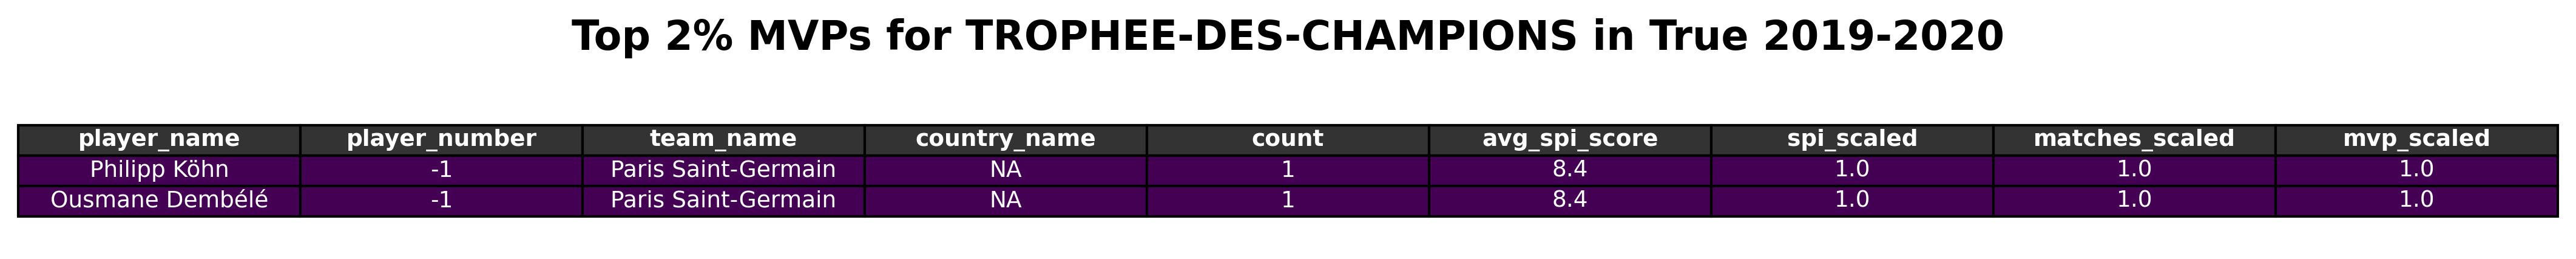 Top 2% MVPs for TROPHEE-DES-CHAMPIONS in True 2019-2020
player_name player_number team_name country_name count avg_spi_score spi_scaled matches_scaled mvp_scaled
Philipp Köhn -1 Paris Saint-Germain NA 1 8.4 1.0 1.0 1.0
Ousmane Dembélé -1 Paris Saint-Germain NA 1 8.4 1.0 1.0 1.0